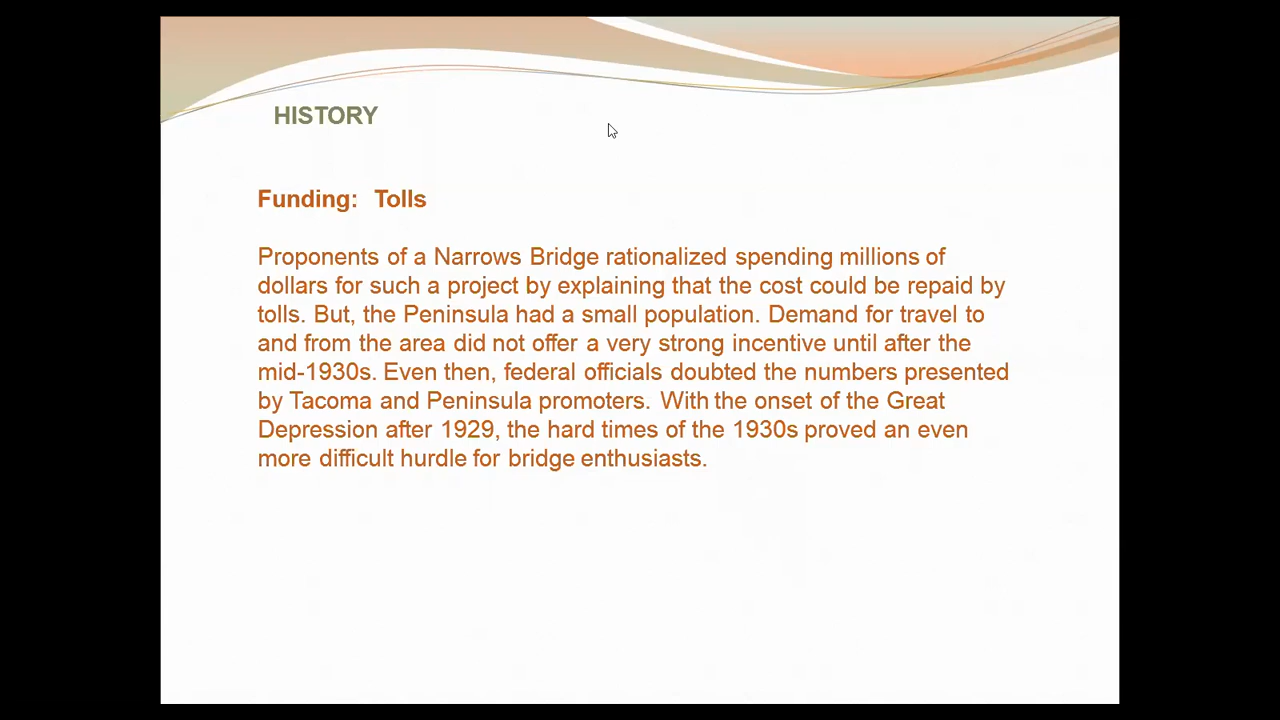 HISTORY
Funding: Tolls
Proponents of a Narrows Bridge rationalized spending millions of
dollars for such a project by explaining that the cost could be repaid by
tolls. But, the Peninsula had a small population. Demand for travel to
and from the area did not offer a very strong incentive until after the
mid-1930s. Even then, federal officials doubted the numbers presented
by Tacoma and Peninsula promoters. With the onset of the Great
Depression after 1929, the hard times of the 1930s proved an even
more difficult hurdle for bridge enthusiasts.